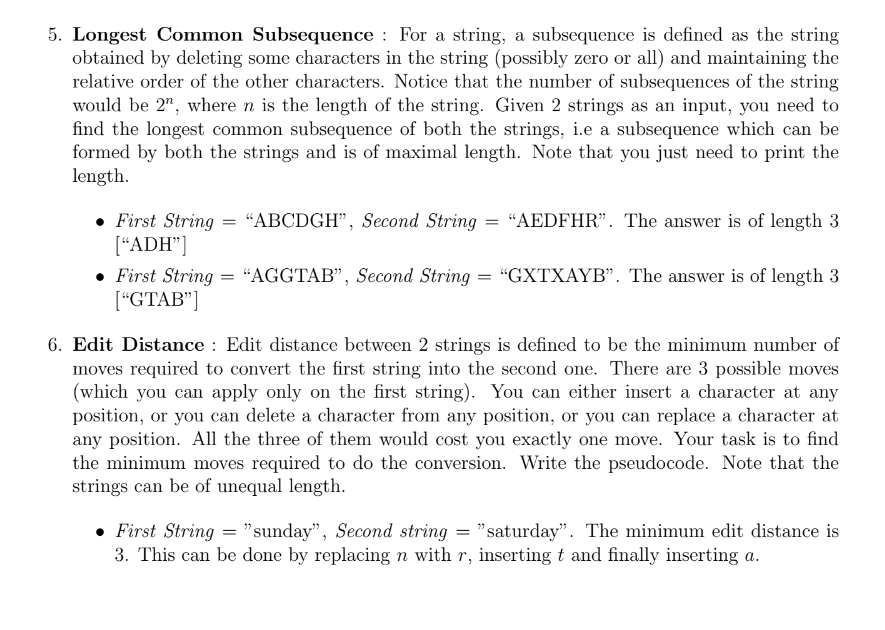 5. Longest Common Subsequence : For a string, a subsequence is defined as the string
obtained by deleting some characters in the string (possibly zero or all) and maintaining the
relative order of the other characters. Notice that the number of subsequences of the string
would be 2ⁿ, where n is the length of the string. Given 2 strings as an input, you need to
find the longest common subsequence of both the strings, i.e a subsequence which can be
formed by both the strings and is of maximal length. Note that you just need to print the
length.
• First String = “ABCDGH”, Second String = “AEDFHR”. The answer is of length 3
[“ADH”]
• First String = “AGGTAB”, Second String = “GXTXAYB”. The answer is of length 3
[“GTAB”]
6. Edit Distance : Edit distance between 2 strings is defined to be the minimum number of
moves required to convert the first string into the second one. There are 3 possible moves
(which you can apply only on the first string). You can either insert a character at any
position, or you can delete a character from any position, or you can replace a character at
any position. All the three of them would cost you exactly one move. Your task is to find
the minimum moves required to do the conversion. Write the pseudocode. Note that the
strings can be of unequal length.
• First String = ”sunday”, Second string = ”saturday”. The minimum edit distance is
3. This can be done by replacing n with r, inserting t and finally inserting a.